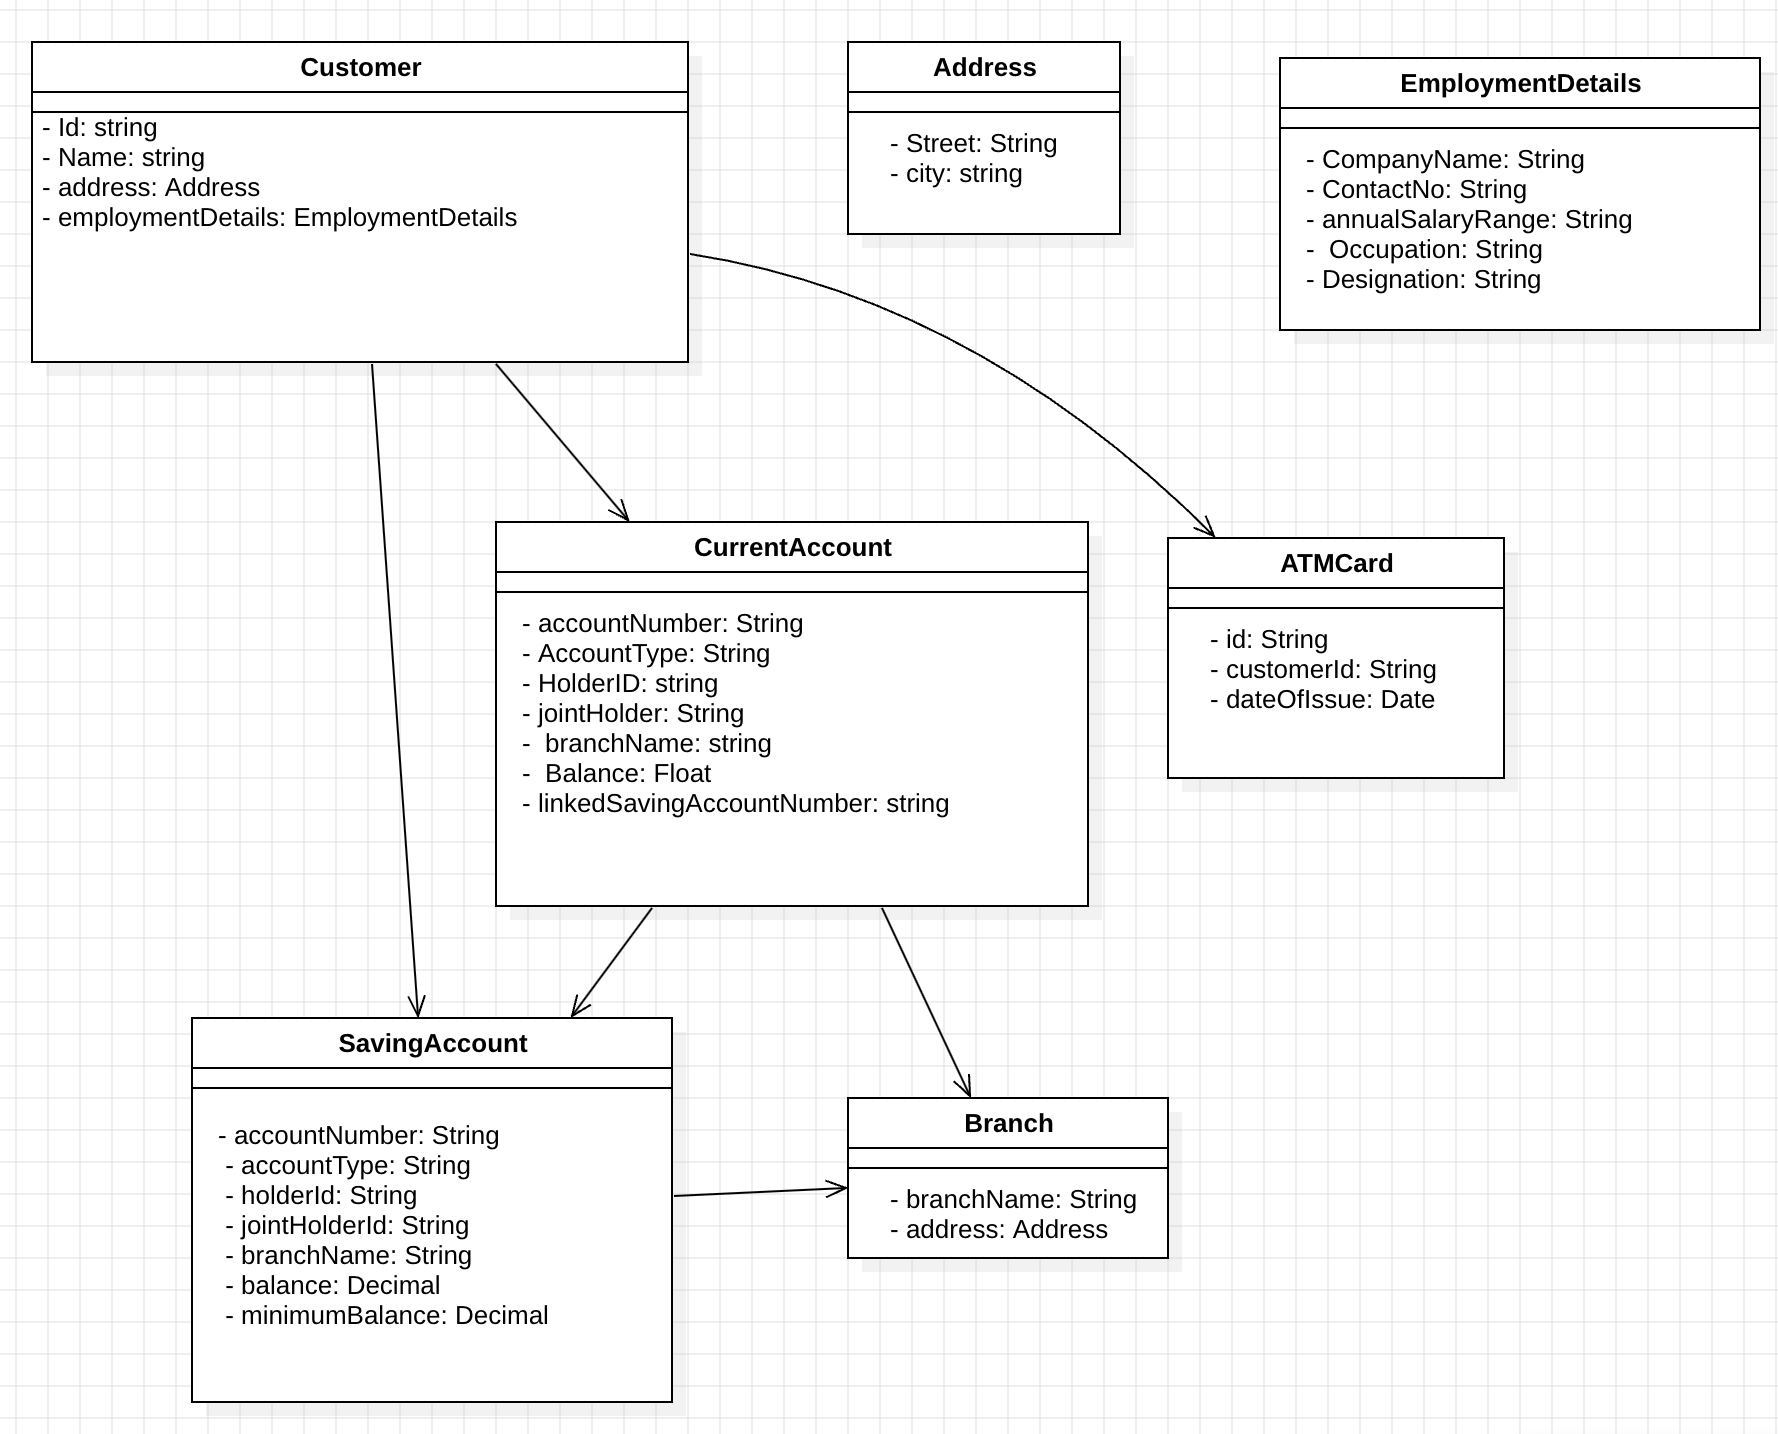 Customer
- Id: string
- Name: string
- address: Address
- employmentDetails: EmploymentDetails
Address
- Street: String
- city: string
EmploymentDetails
- CompanyName: String
- ContactNo: String
- annualSalaryRange: String
-  Occupation: String
- Designation: String
CurrentAccount
- accountNumber: String
- AccountType: String
- HolderID: string
- jointHolder: String
-  branchName: string
-  Balance: Float
- linkedSavingAccountNumber: string
ATMCard
- id: String
- customerId: String
- dateOfIssue: Date
SavingAccount
- accountNumber: String
- accountType: String
- holderId: String
- jointHolderId: String
- branchName: String
- balance: Decimal
- minimumBalance: Decimal
Branch
- branchName: String
- address: Address